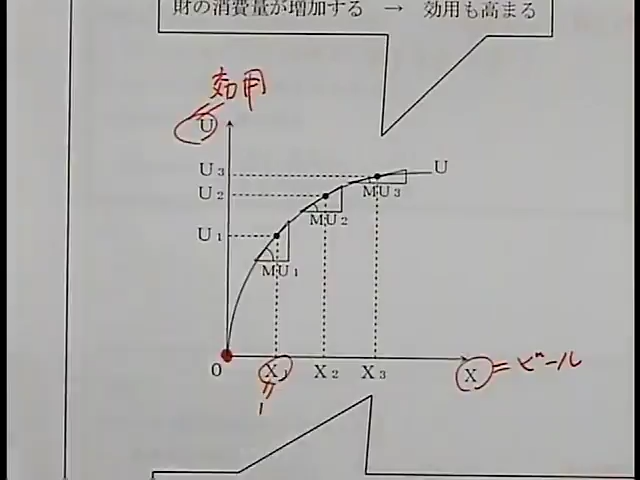 財の消費量が増加する → 効用も高まる
効用
U
U3
U
U2
MU3
MU2
U1
MU1
0 X1 X2 X3 X = ビール
1